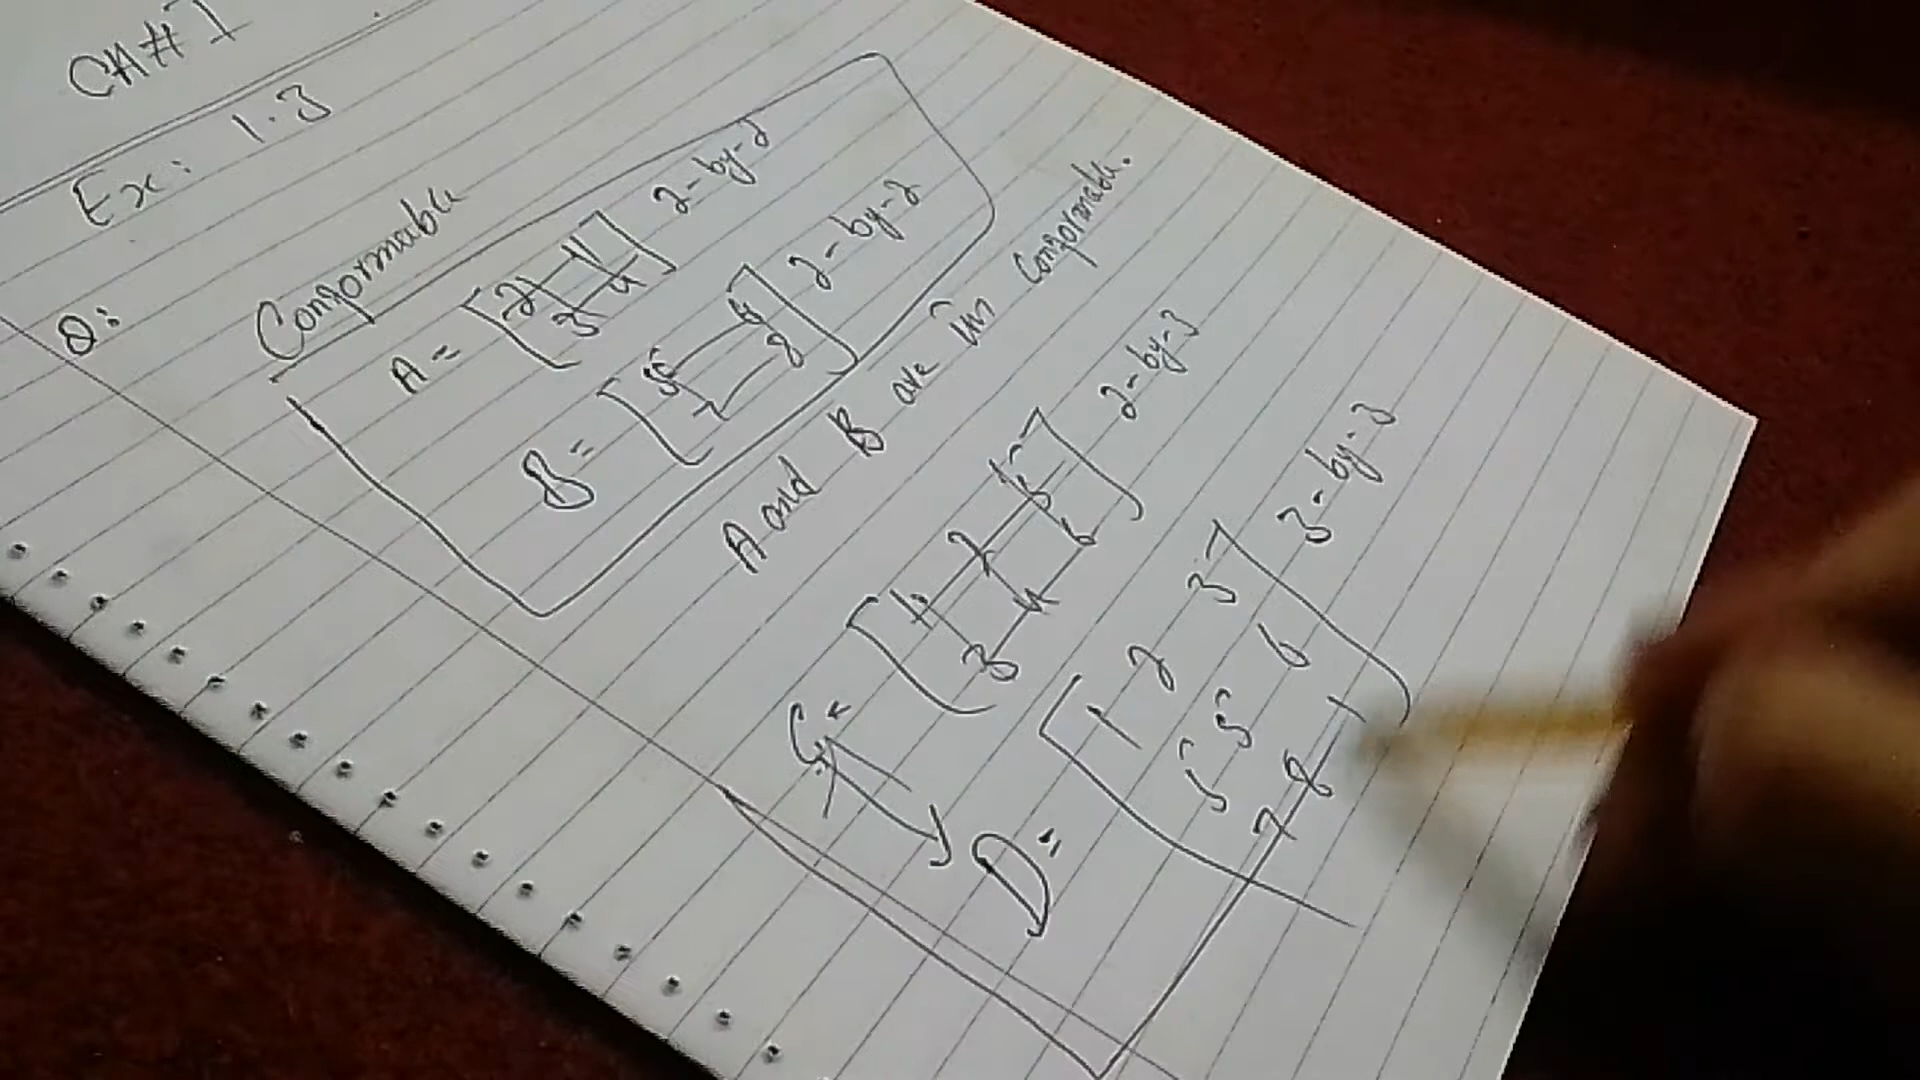 CH#1
Ex: 1.3
Q:
Conformable
A = [2 1 2-by-2
3 4]
B = [5 6 2-by-2
7 8]
A and B are in Conformable.
C = [1 2 5 2-by-3
3 4 6]
D = [1 2 3 3-by-3
5 5 6
7 8 1]